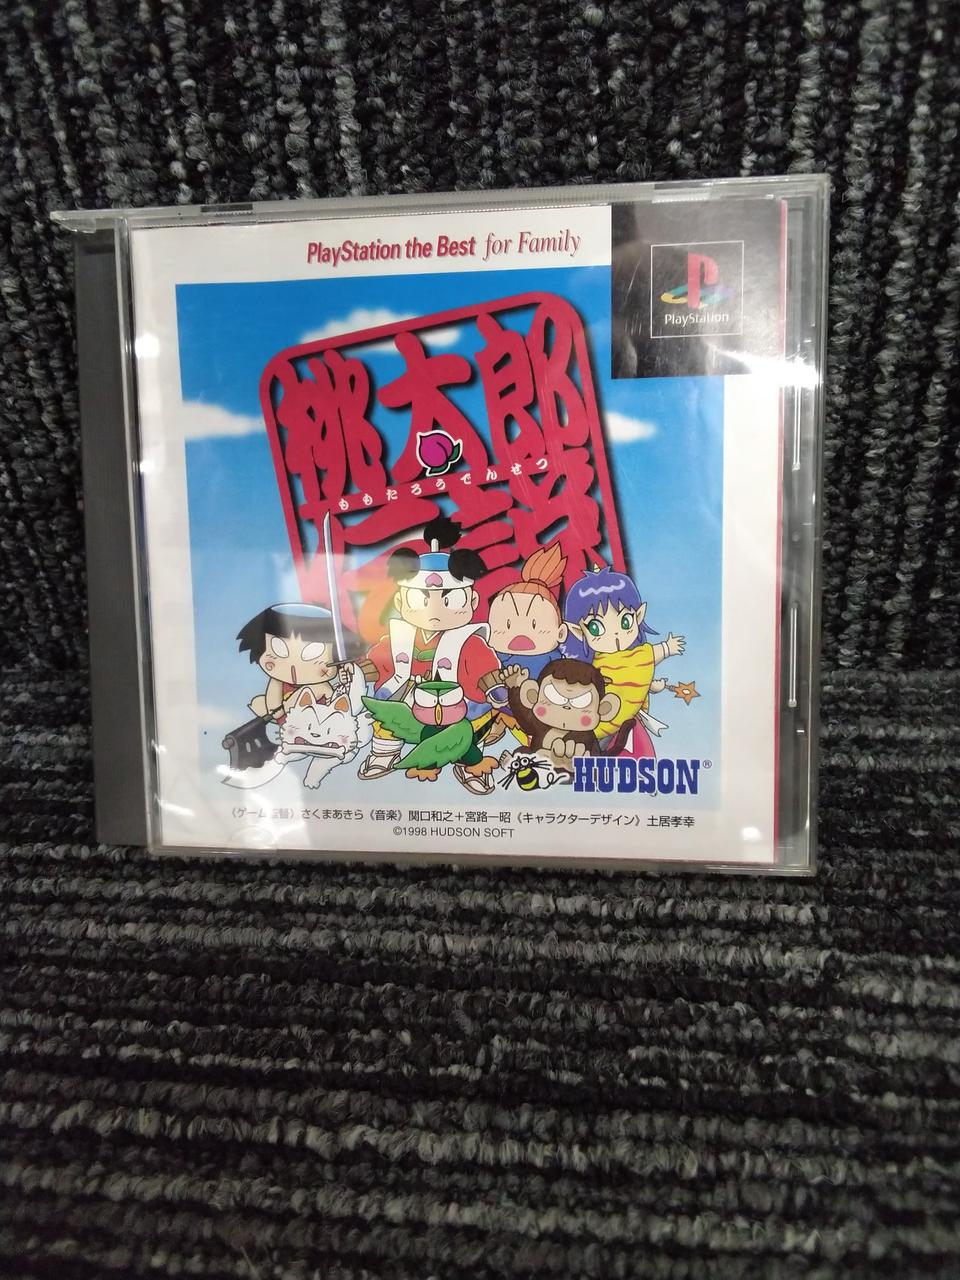 PlayStation the Best for Family
PlayStation
桃太郎
ももたろうでんせつ
伝説
HUDSON®
《ゲーム監督》さくまあきら《音楽》関口和之+宮路一昭《キャラクターデザイン》土居孝幸
©1998 HUDSON SOFT